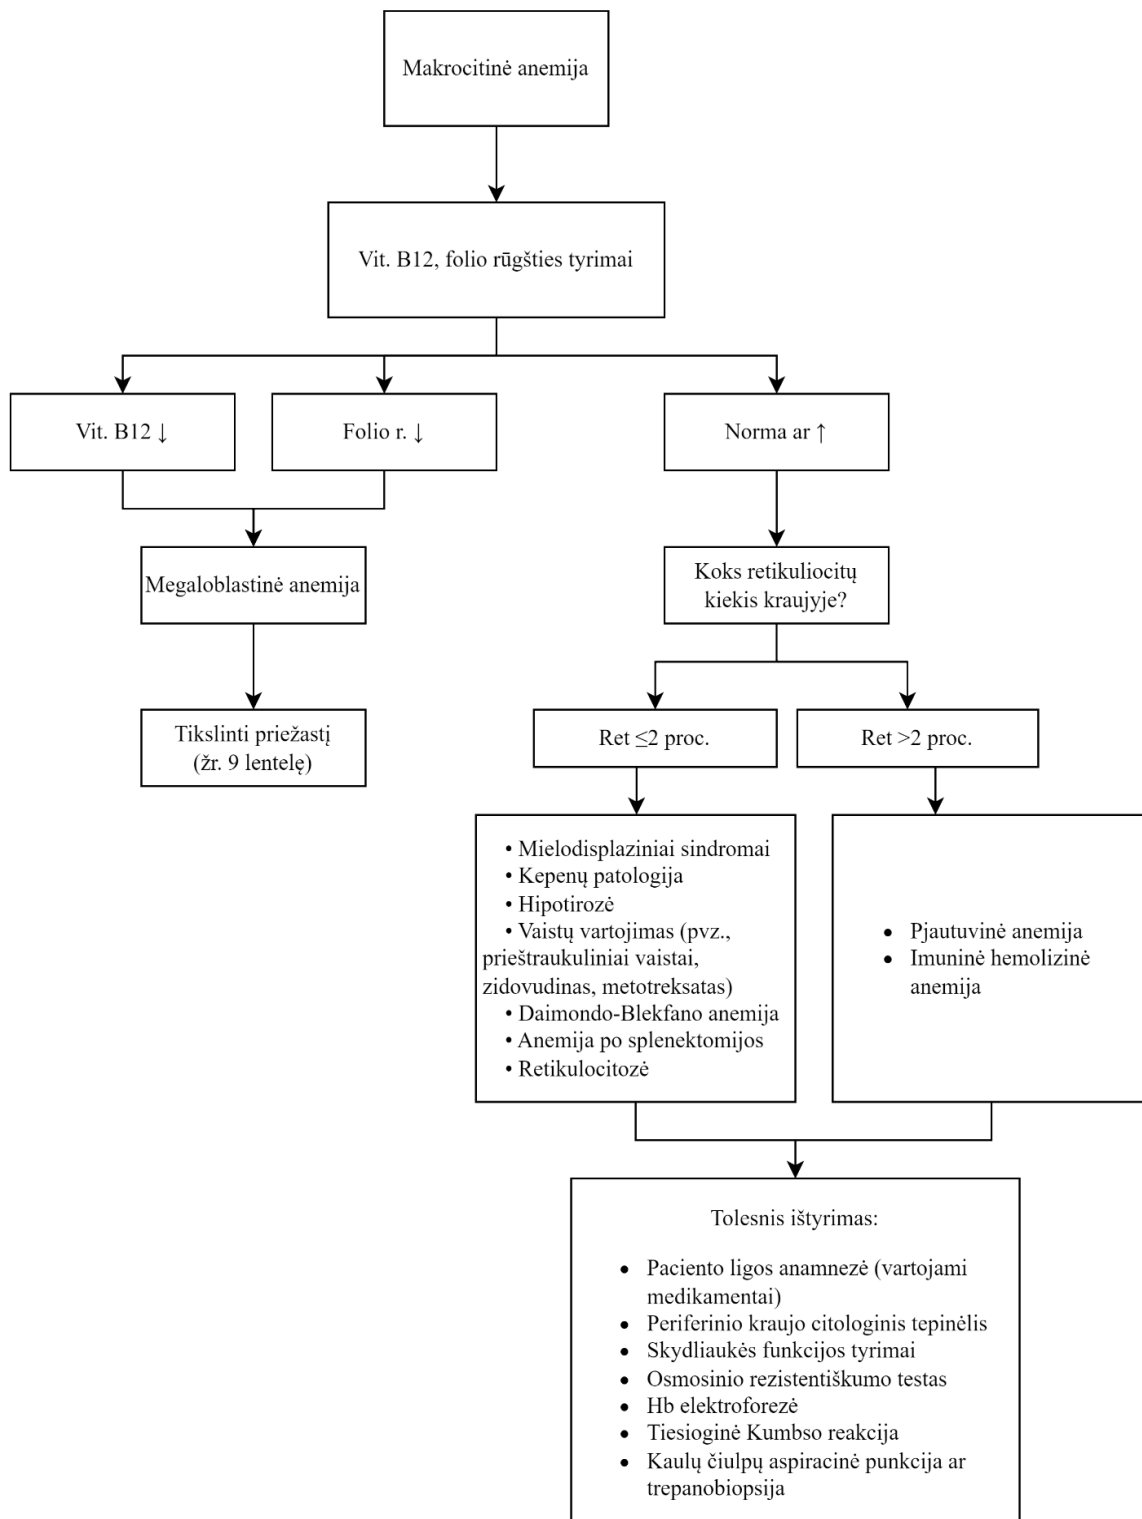 Makrocitinė anemija
Vit. B12, folio rūgšties tyrimai
Vit. B12 ↓
Folio r. ↓
Norma ar ↑
Megaloblastinė anemija
Koks retikuliocitų
kiekis kraujyje?
Tikslinti priežastį
(žr. 9 lentelę)
Ret ≤2 proc.
Ret >2 proc.
• Mielodisplaziniai sindromai
• Kepenų patologija
• Hipotirozė
• Vaistų vartojimas (pvz.,
prieštraukuliniai vaistai,
zidovudinas, metotreksatas)
• Daimondo-Blekfano anemija
• Anemija po splenektomijos
• Retikulocitozė
• Pjautuvinė anemija
• Imuninė hemolizinė
anemija
Tolesnis ištyrimas:
• Paciento ligos anamnezė (vartojami
medikamentai)
• Periferinio kraujo citologinis tepinėlis
• Skydliaukės funkcijos tyrimai
• Osmosinio rezistentiškumo testas
• Hb elektroforezė
• Tiesioginė Kumbso reakcija
• Kaulų čiulpų aspiracinė punkcija ar
trepanobiopsija